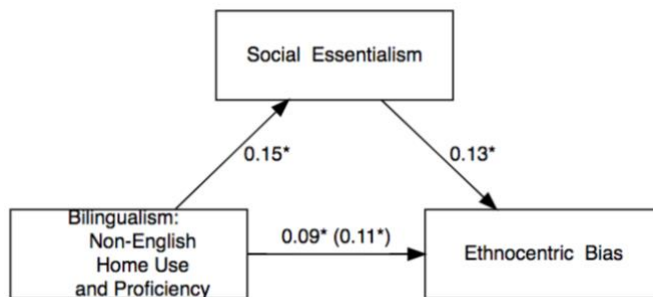 Social Essentialism
0.15*
0.13*
Bilingualism:
Non-English
Home Use
and Proficiency
0.09* (0.11*)
Ethnocentric Bias